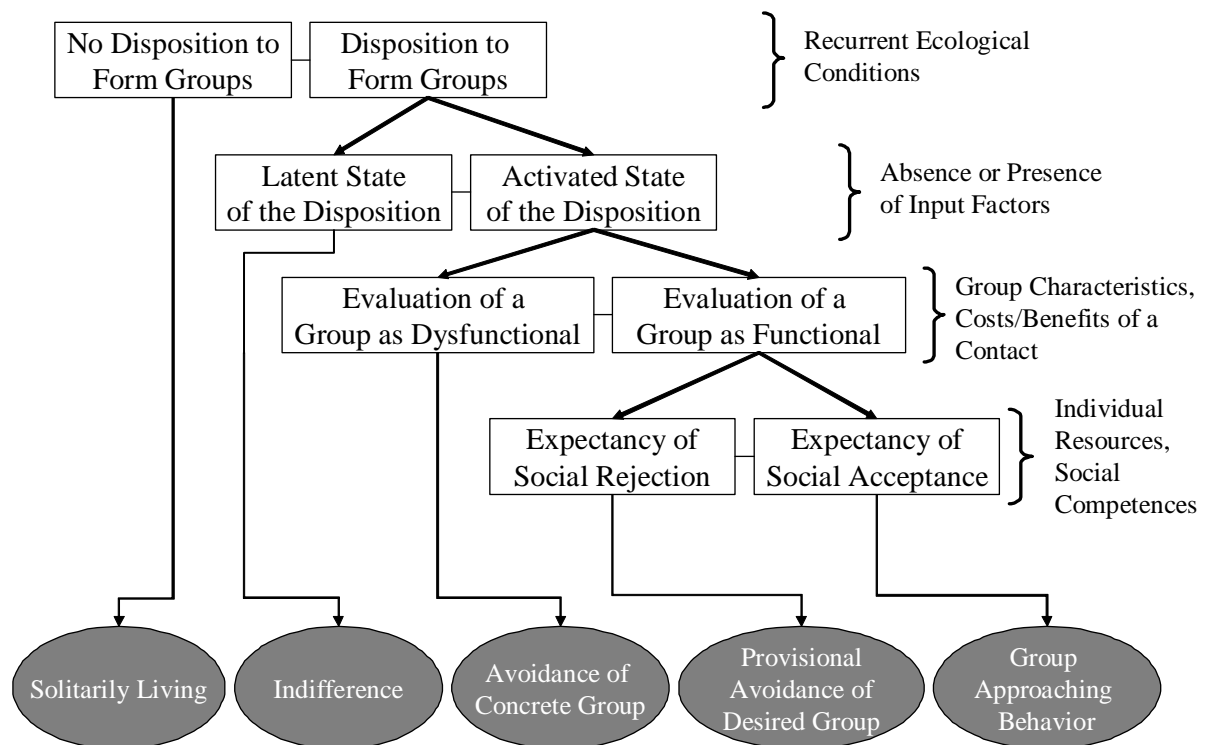 No Disposition to
Form Groups
Disposition to
Form Groups
Recurrent Ecological
Conditions
Latent State
of the Disposition
Activated State
of the Disposition
Absence or Presence
of Input Factors
Evaluation of a
Group as Dysfunctional
Evaluation of a
Group as Functional
Group Characteristics,
Costs/Benefits of a
Contact
Expectancy of
Social Rejection
Expectancy of
Social Acceptance
Individual
Resources,
Social
Competences
Solitarily Living
Indifference
Avoidance of
Concrete Group
Provisional
Avoidance of
Desired Group
Group
Approaching
Behavior